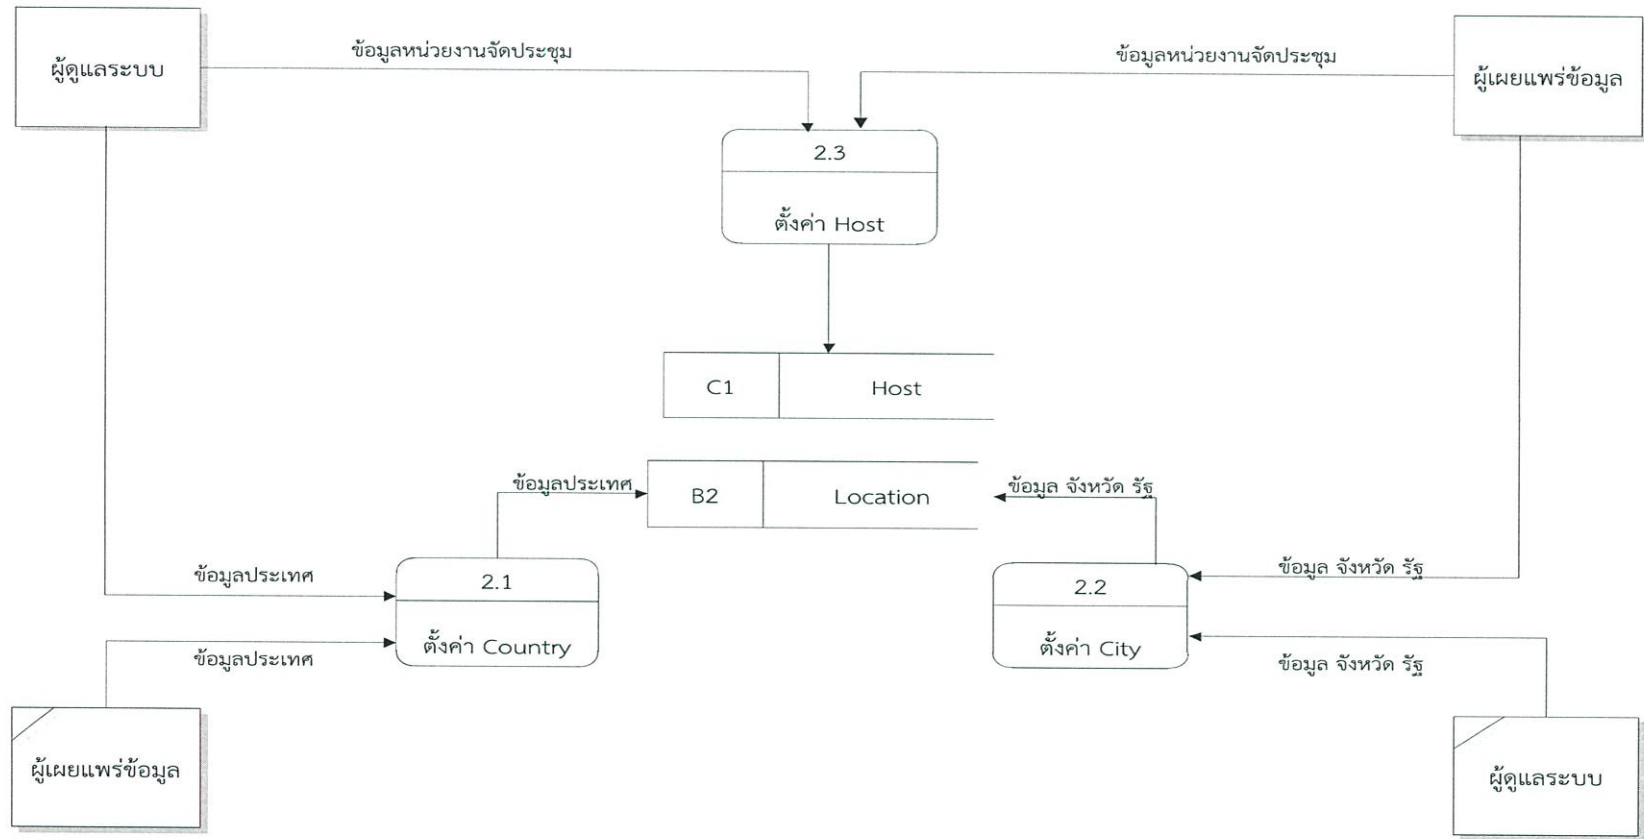 ผู้ดูแลระบบ
ข้อมูลหน่วยงานจัดประชุม
ข้อมูลหน่วยงานจัดประชุม
ผู้เผยแพร่ข้อมูล
2.3
ตั้งค่า Host
C1
Host
ข้อมูลประเทศ
B2
Location
ข้อมูล จังหวัด รัฐ
ข้อมูลประเทศ
2.1
ตั้งค่า Country
2.2
ตั้งค่า City
ข้อมูล จังหวัด รัฐ
ข้อมูลประเทศ
ข้อมูล จังหวัด รัฐ
ผู้เผยแพร่ข้อมูล
ผู้ดูแลระบบ